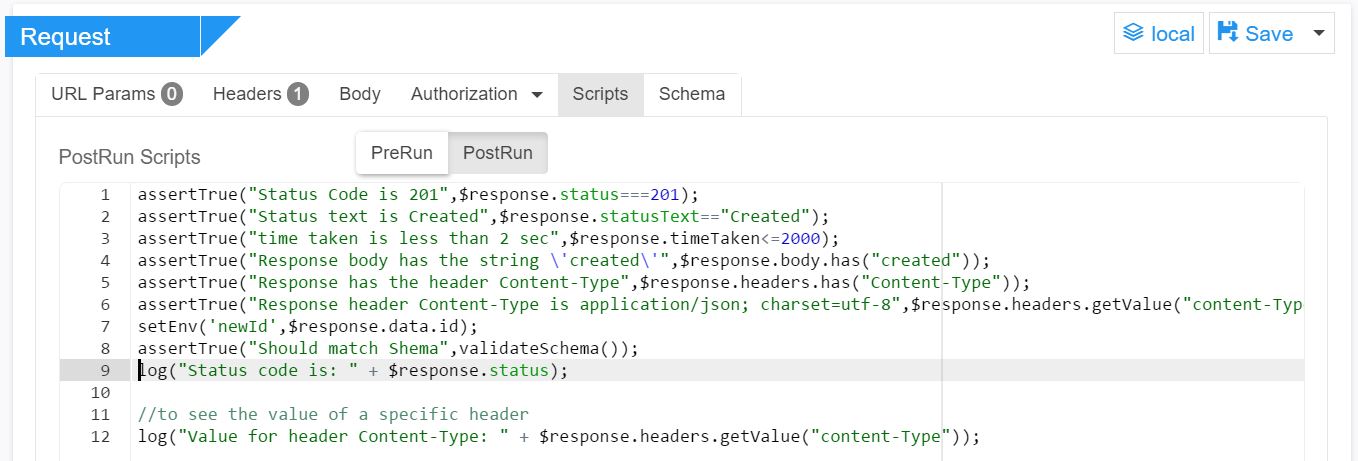 Request
local
Save
URL Params 0 Headers 1 Body Authorization Scripts Schema
PostRun Scripts
PreRun PostRun
1 assertTrue("Status Code is 201",$response.status===201);
2 assertTrue("Status text is Created",$response.statusText=="Created");
3 assertTrue("time taken is less than 2 sec",$response.timeTaken<=2000);
4 assertTrue("Response body has the string \'created\'",$response.body.has("created"));
5 assertTrue("Response has the header Content-Type",$response.headers.has("Content-Type"));
6 assertTrue("Response header Content-Type is application/json; charset=utf-8",$response.headers.getValue("content-Typ
7 setEnv('newId',$response.data.id);
8 assertTrue("Should match Shema",validateSchema());
9 log("Status code is: " + $response.status);
10
11 //to see the value of a specific header
12 log("Value for header Content-Type: " + $response.headers.getValue("content-Type"));